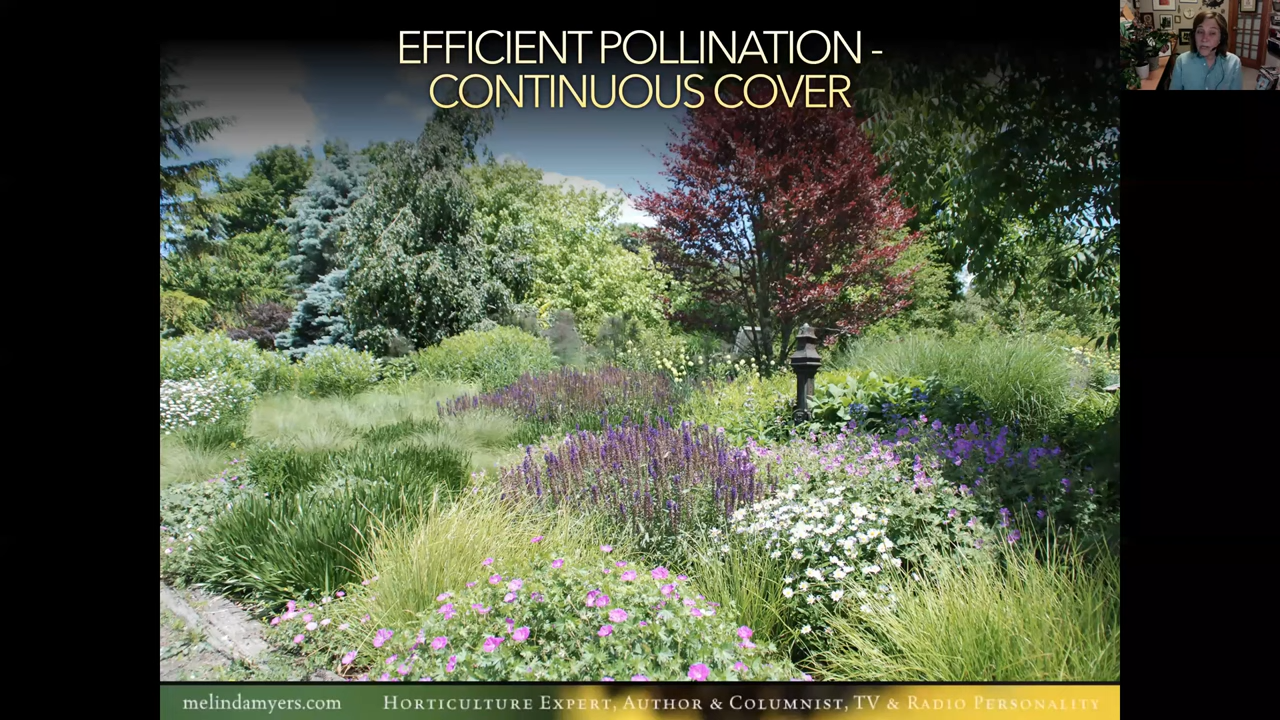 EFFICIENT POLLINATION -
CONTINUOUS COVER
melindamyers.com
HORTICULTURE EXPERT, AUTHOR & COLUMNIST, TV & RADIO PERSONALITY